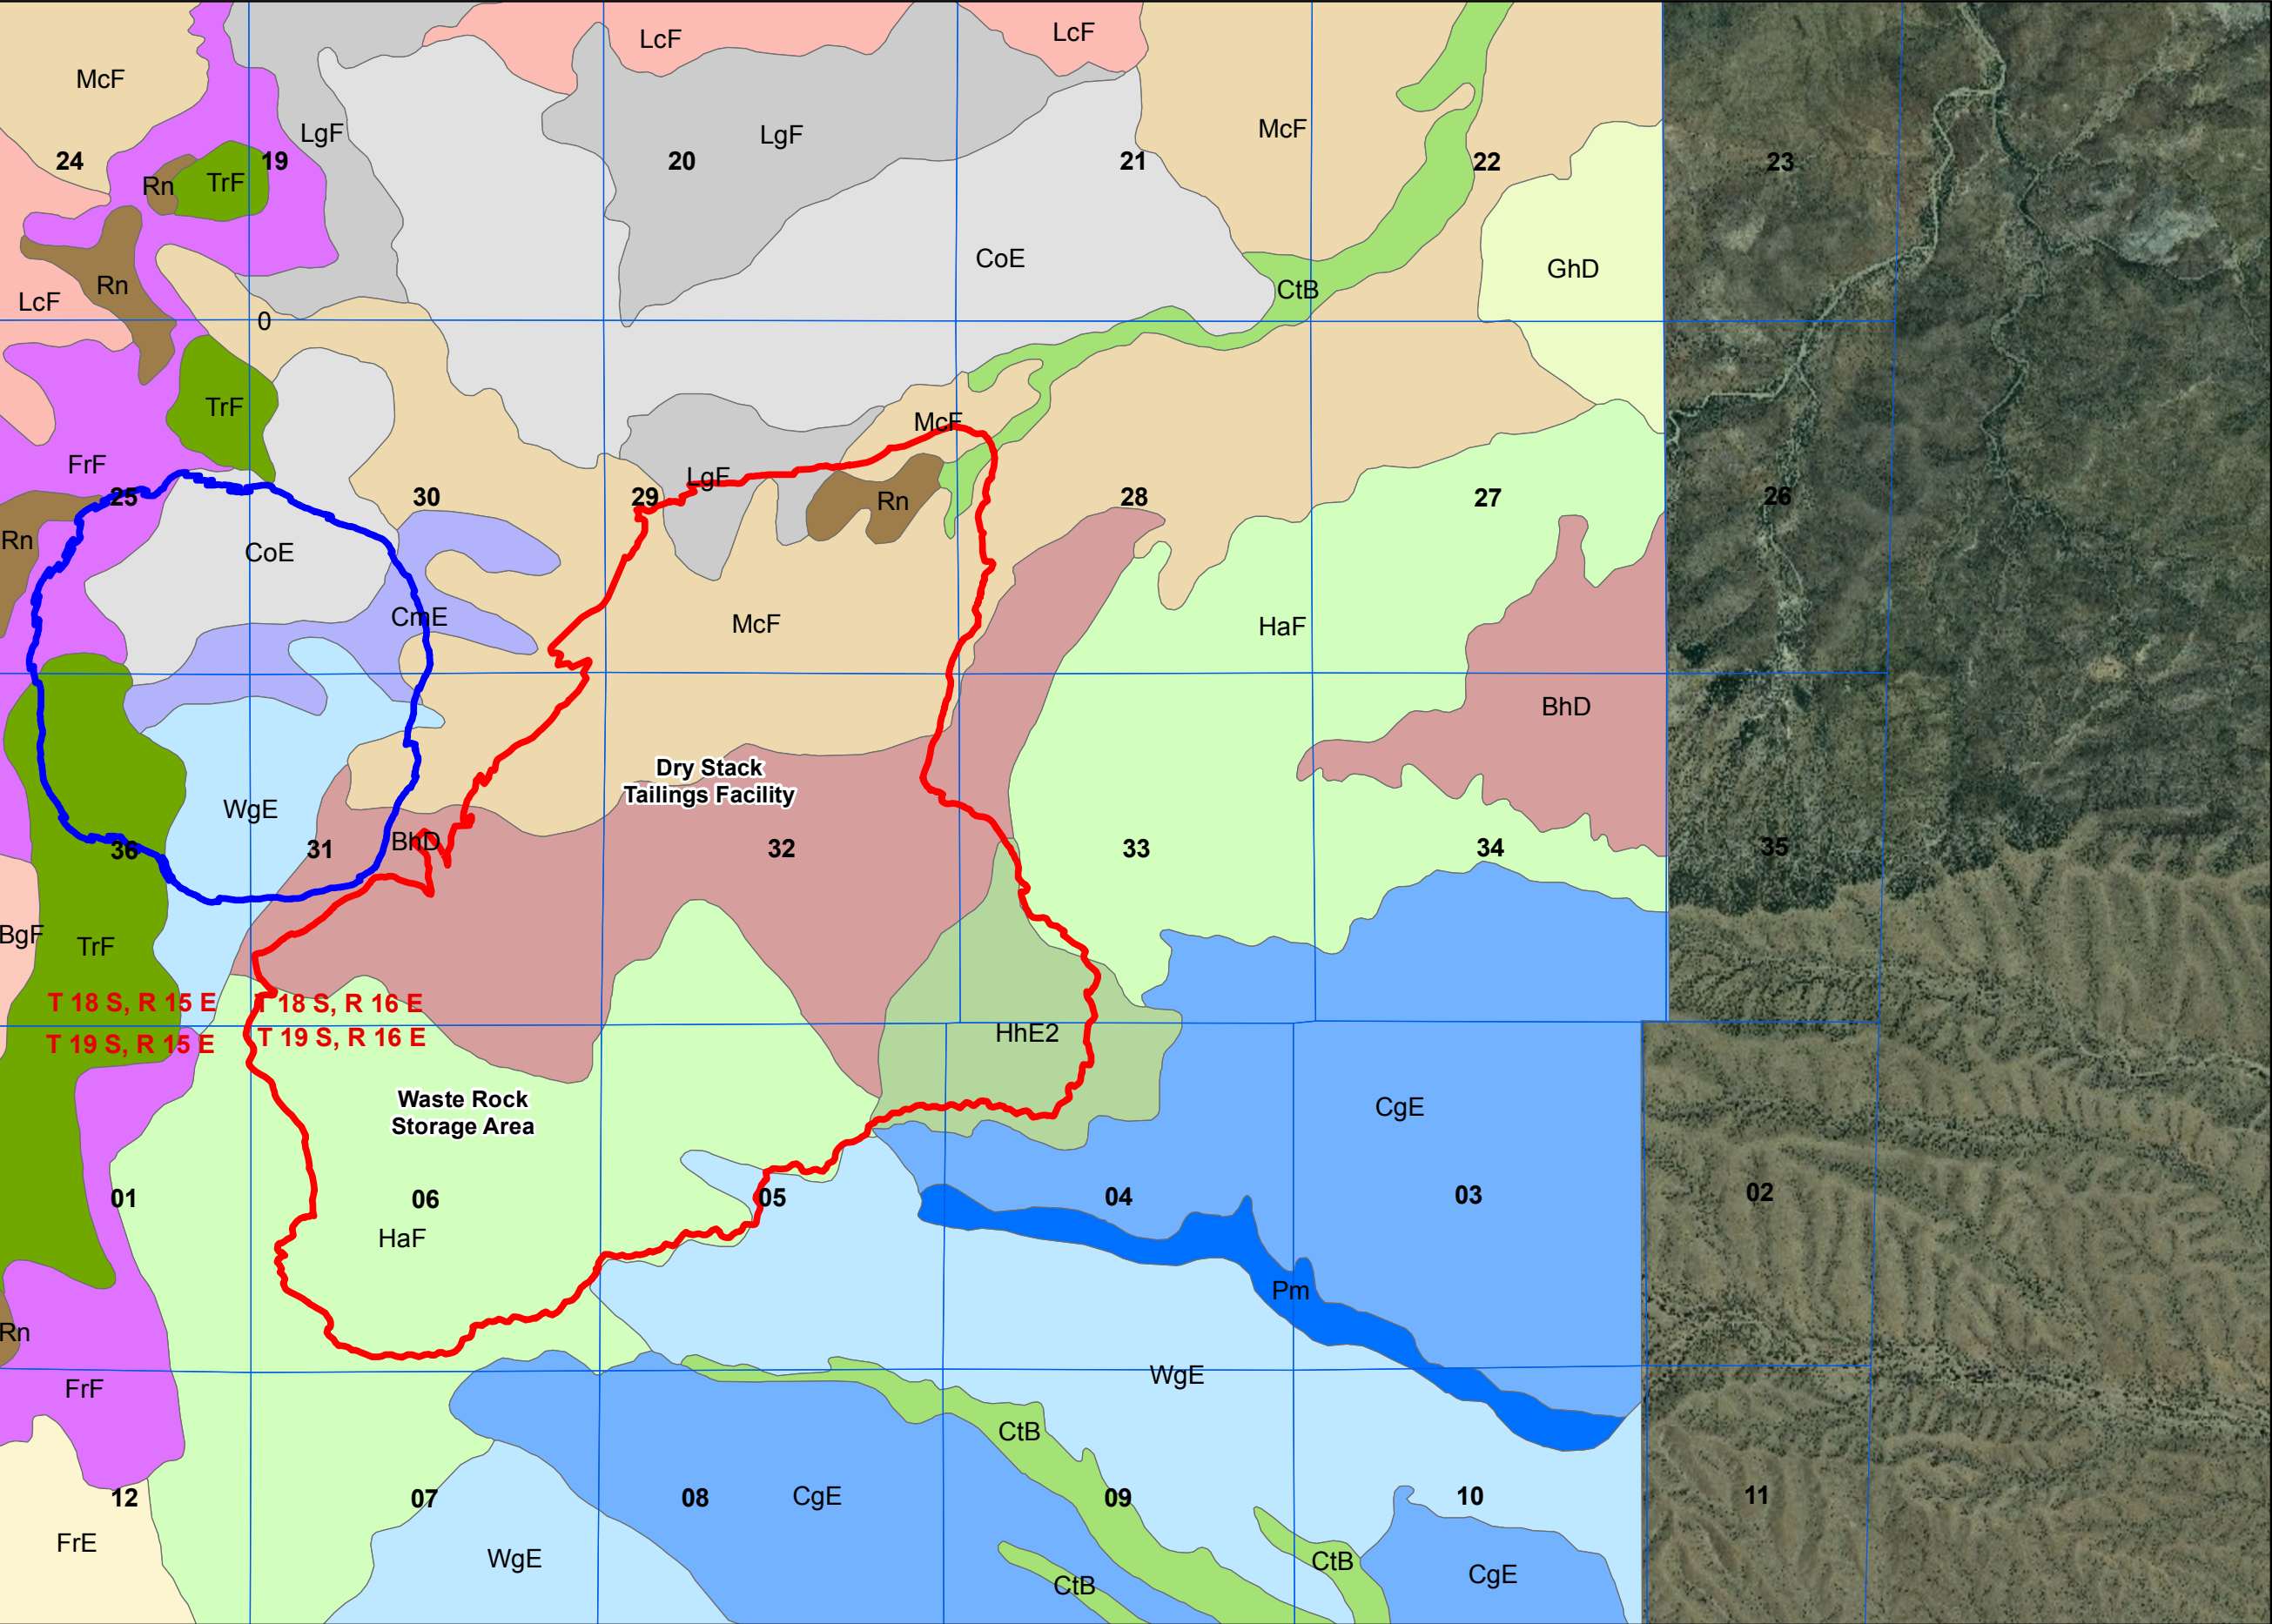 LcF
LcF
McF
McF
LgF
LgF
24
19
20
21
22
23
Rn
TrF
CoE
GhD
Rn
CtB
LcF
0
TrF
McF
FrF
LgF
25
30
29
Rn
28
27
26
Rn
CoE
CmE
McF
HaF
BhD
Dry Stack
Tailings Facility
WgE
BhD
36
31
32
33
34
35
BgF
TrF
T 18 S, R 15 E
T 18 S, R 16 E
T 19 S, R 15 E
T 19 S, R 16 E
HhE2
Waste Rock
Storage Area
CgE
01
06
05
04
03
02
HaF
Pm
Rn
FrF
WgE
CtB
12
07
08
CgE
09
10
11
FrE
WgE
CtB
CtB
CgE